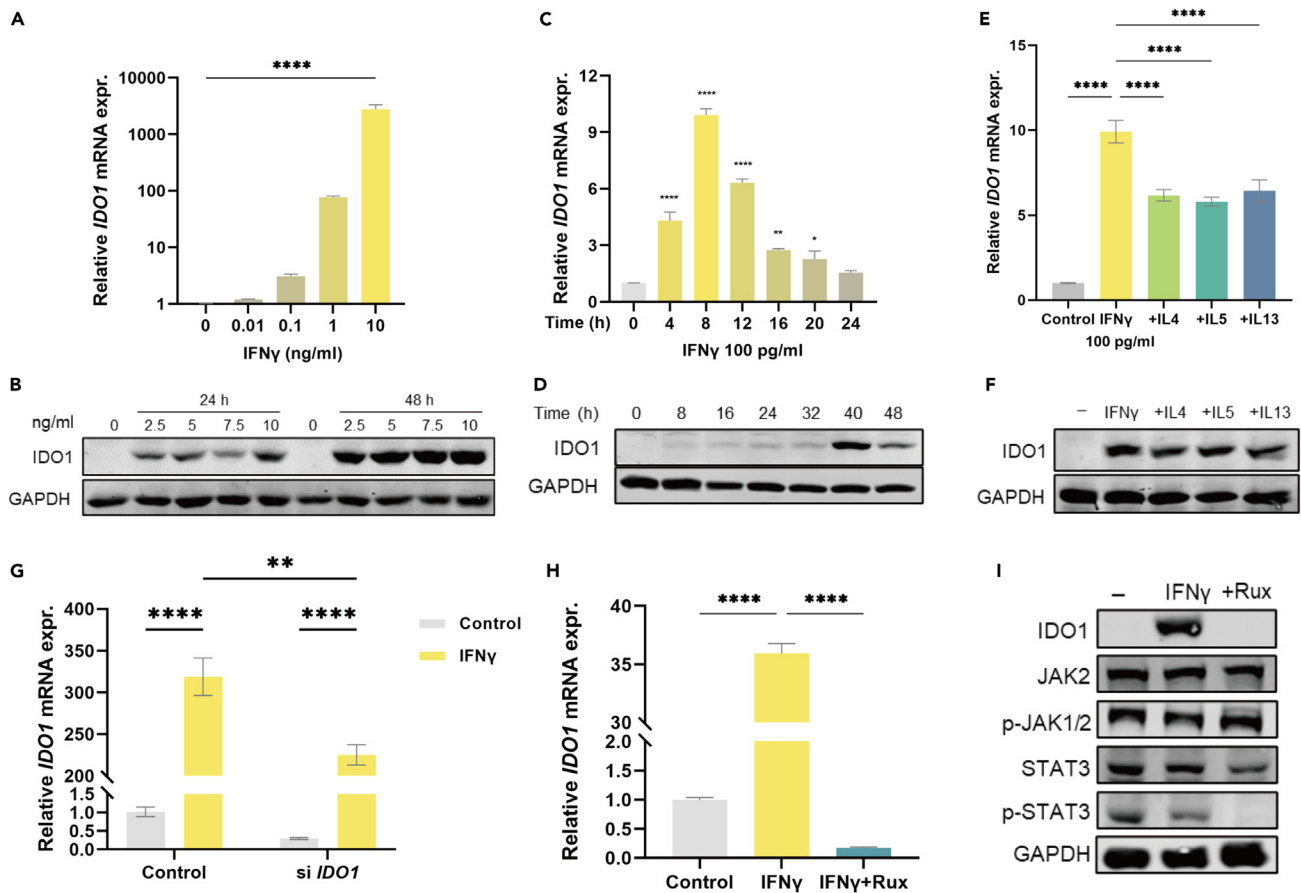 A
Relative IDO1 mRNA expr.
10000
1000
100
10
1
****
0 0.01 0.1 1 10
IFNγ (ng/ml)
C
Relative IDO1 mRNA expr.
12
9
6
3
0
**** **** **** ** *
Time (h) 0 4 8 12 16 20 24
IFNγ 100 pg/ml
E
Relative IDO1 mRNA expr.
15
10
5
0
****
****
**** ****
Control IFNγ +IL4 +IL5 +IL13
100 pg/ml
B
24 h 48 h
ng/ml 0 2.5 5 7.5 10 0 2.5 5 7.5 10
IDO1
GAPDH
D
Time (h) 0 8 16 24 32 40 48
IDO1
GAPDH
F
– IFNγ +IL4 +IL5 +IL13
IDO1
GAPDH
G
Relative IDO1 mRNA expr.
400
350
300
250
200
1.5
1.0
0.5
0.0
**
**** ****
Control
IFNγ
Control si IDO1
H
Relative IDO1 mRNA expr.
40
35
30
2.0
1.5
1.0
0.5
0.0
**** ****
Control IFNγ IFNγ+Rux
I
– IFNγ +Rux
IDO1
JAK2
p-JAK1/2
STAT3
p-STAT3
GAPDH